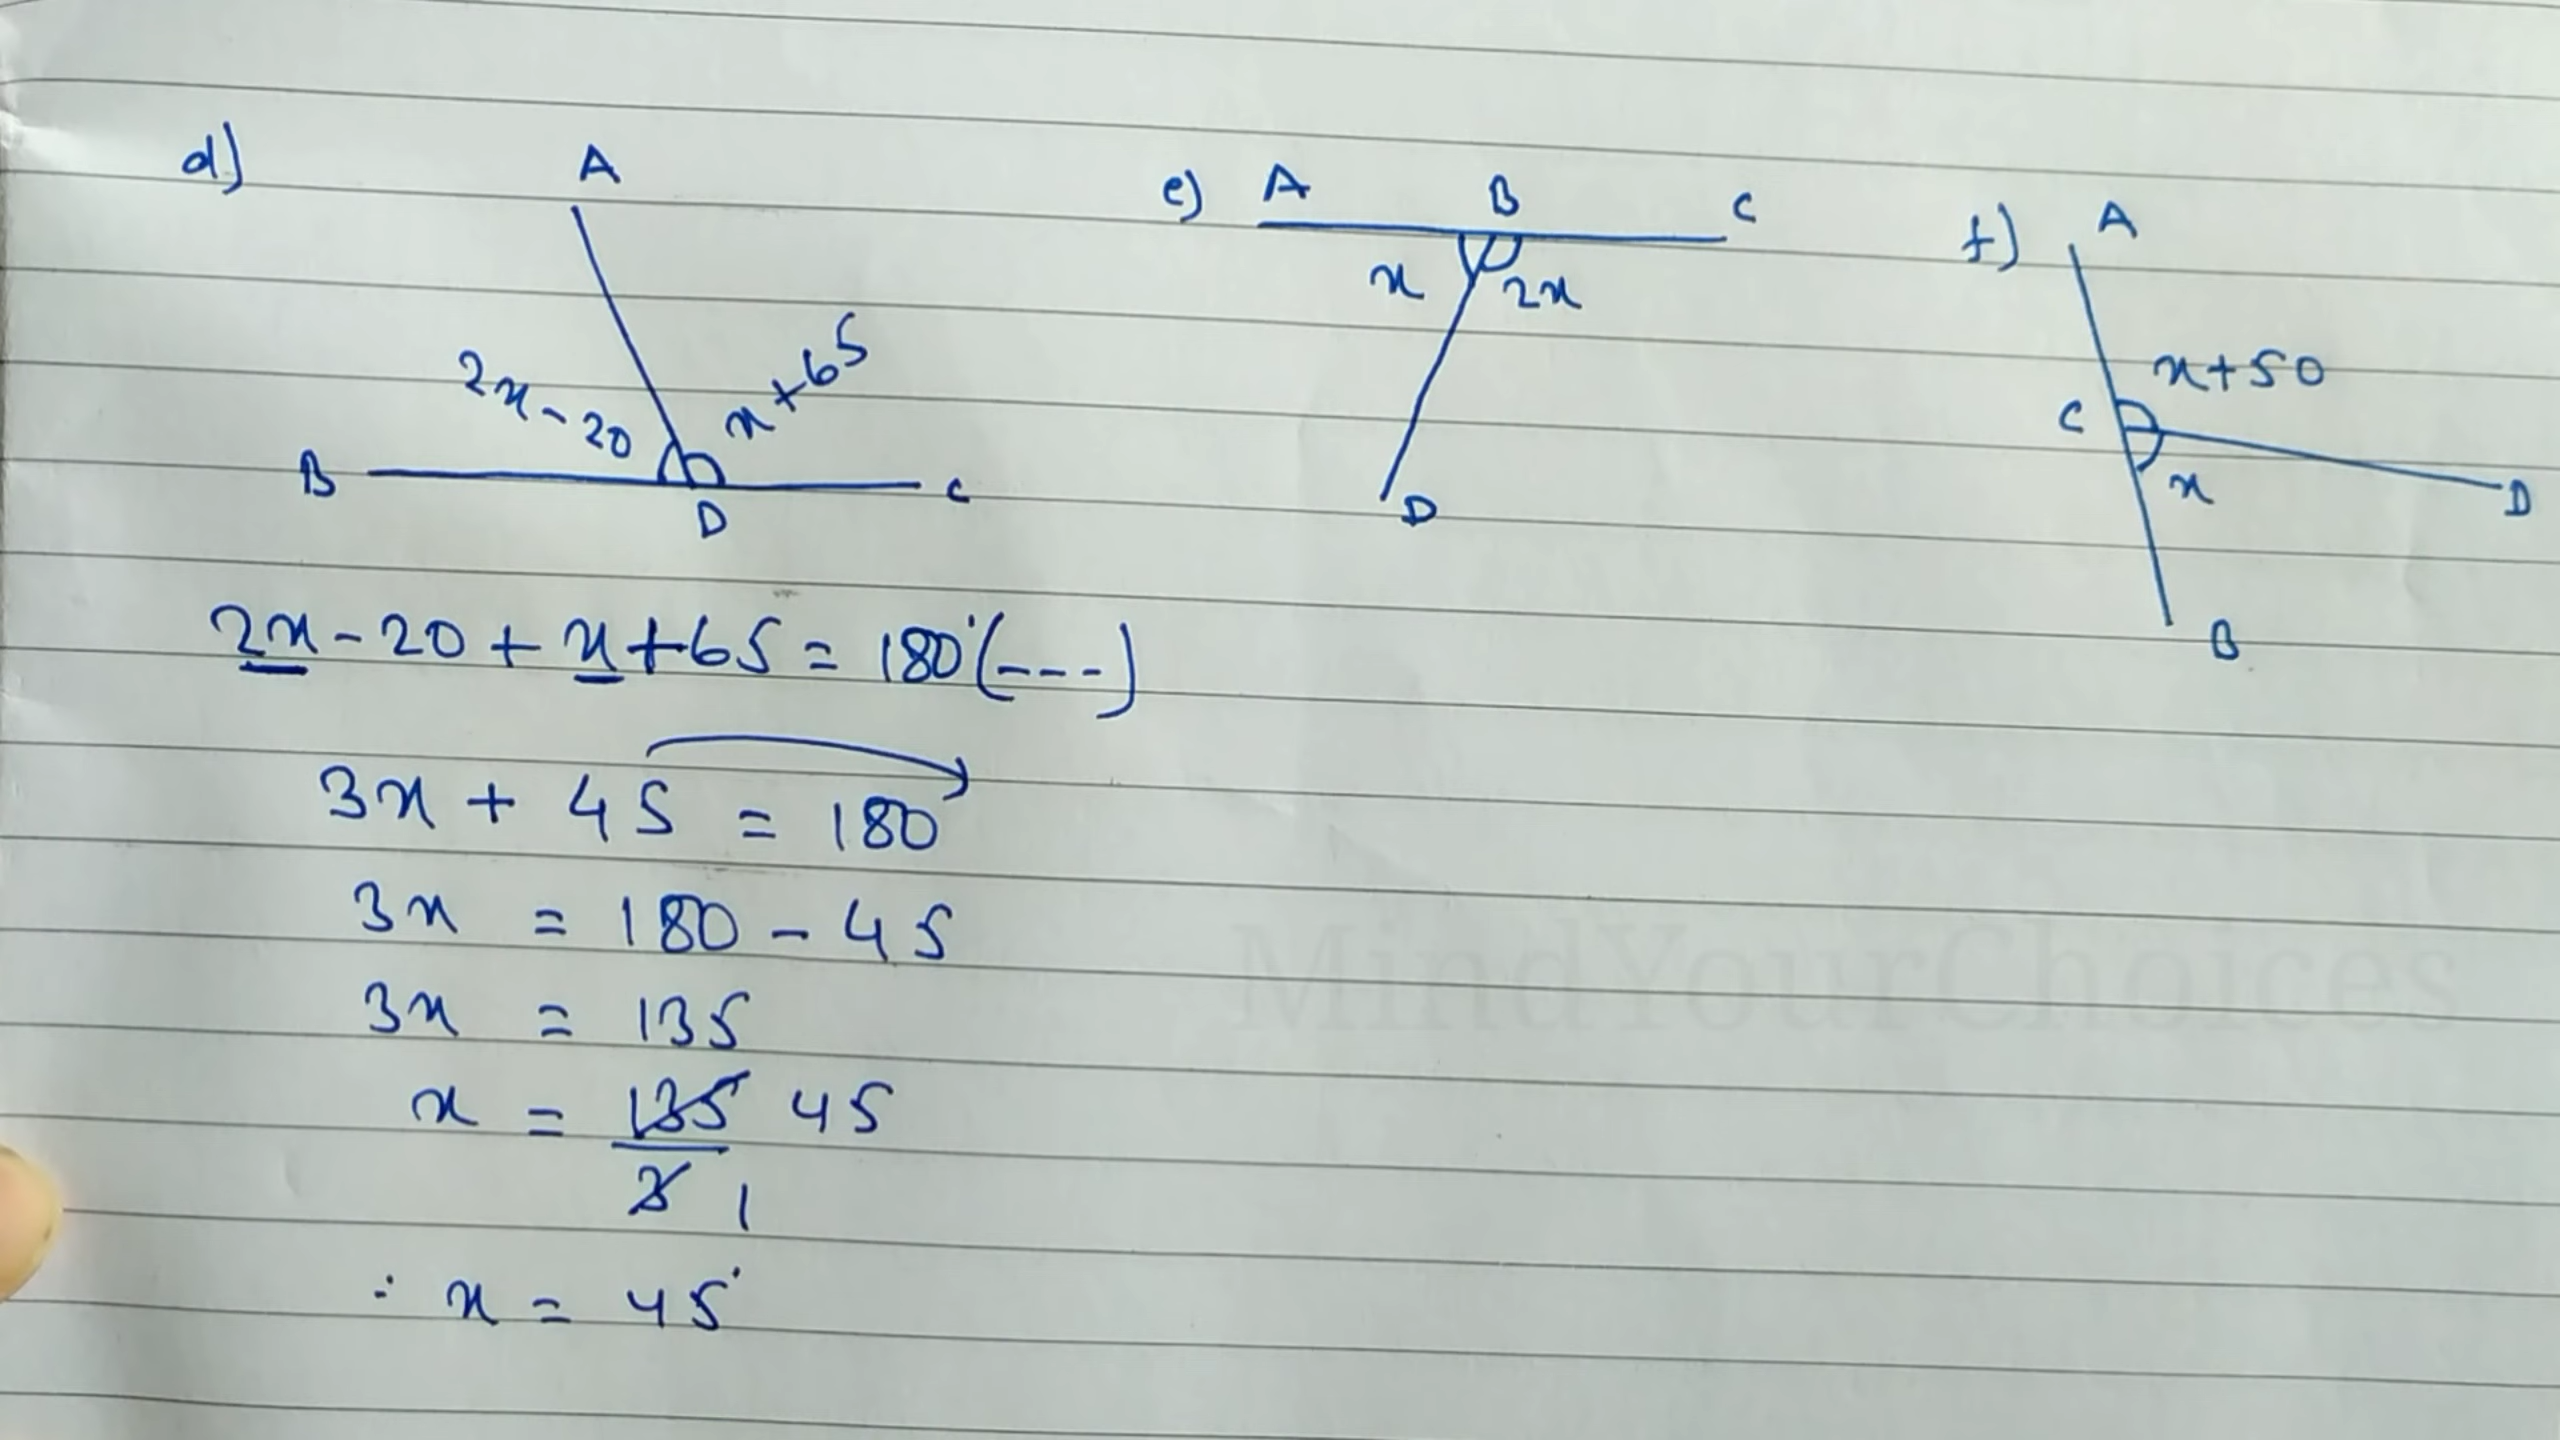 d)
A
2x-20
x+65
B
C
D
e) A B C
x 2x
D
f) A
x+50
C
x
D
B
2x-20+x+65=180°(---)
3x+45=180
3x=180-45
3x=135
x=135 45
3 1
∴ x=45°
MindYourChoices